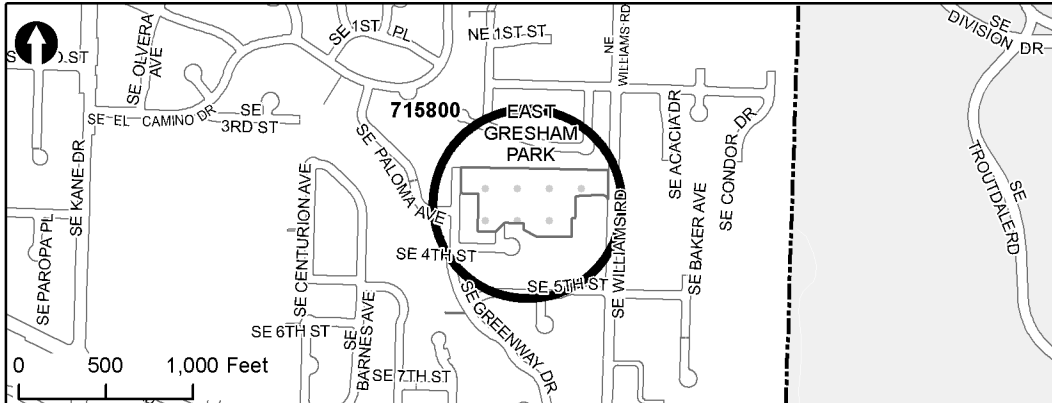 SE 1ST PL
NE 1ST ST
NE
WILLIAMS RD
SE
DIVISION DR
D ST
SE OLVERA
AVE
715800
EAST
GRESHAM
PARK
SE EL CAMINO DR
SE
3RD ST
SE PALOMA AVE
SE KANE DR
SE ACACIA DR
SE CONDOR DR
SE
TROUTDALE RD
SE CENTURION AVE
SE PAROPA PL
SE 4TH ST
SE WILLIAMS RD
SE BAKER AVE
SE 5TH ST
SE 6TH ST
SE
BARNES AVE
SE GREENWAY DR
SE 7TH ST
0 500 1,000 Feet